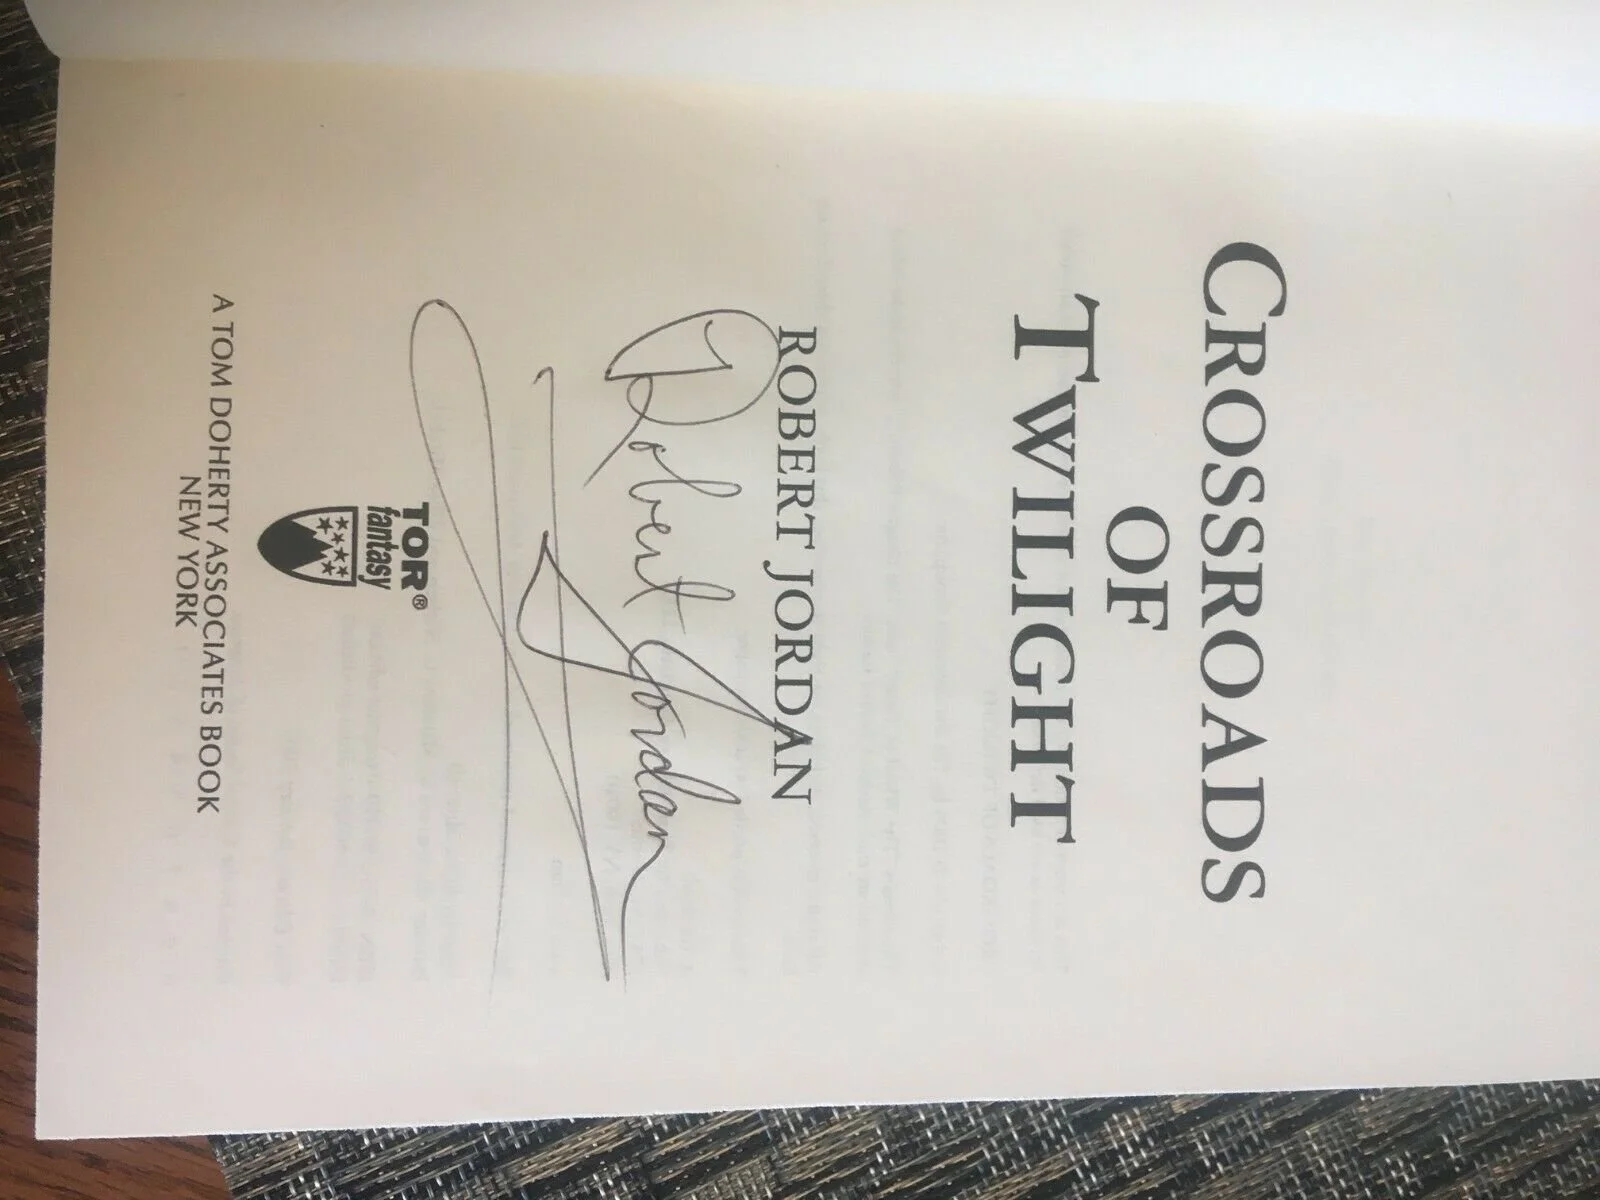 CROSSROADS
OF
TWILIGHT
ROBERT JORDAN
Robert Jordan
TOR®
fantasy
A TOM DOHERTY ASSOCIATES BOOK
NEW YORK